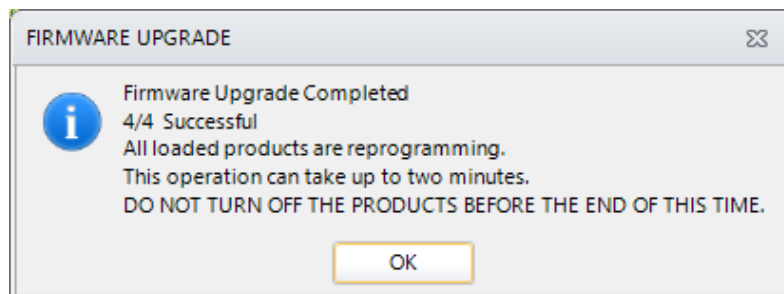 FIRMWARE UPGRADE
Firmware Upgrade Completed
4/4 Successful
All loaded products are reprogramming.
This operation can take up to two minutes.
DO NOT TURN OFF THE PRODUCTS BEFORE THE END OF THIS TIME.
OK